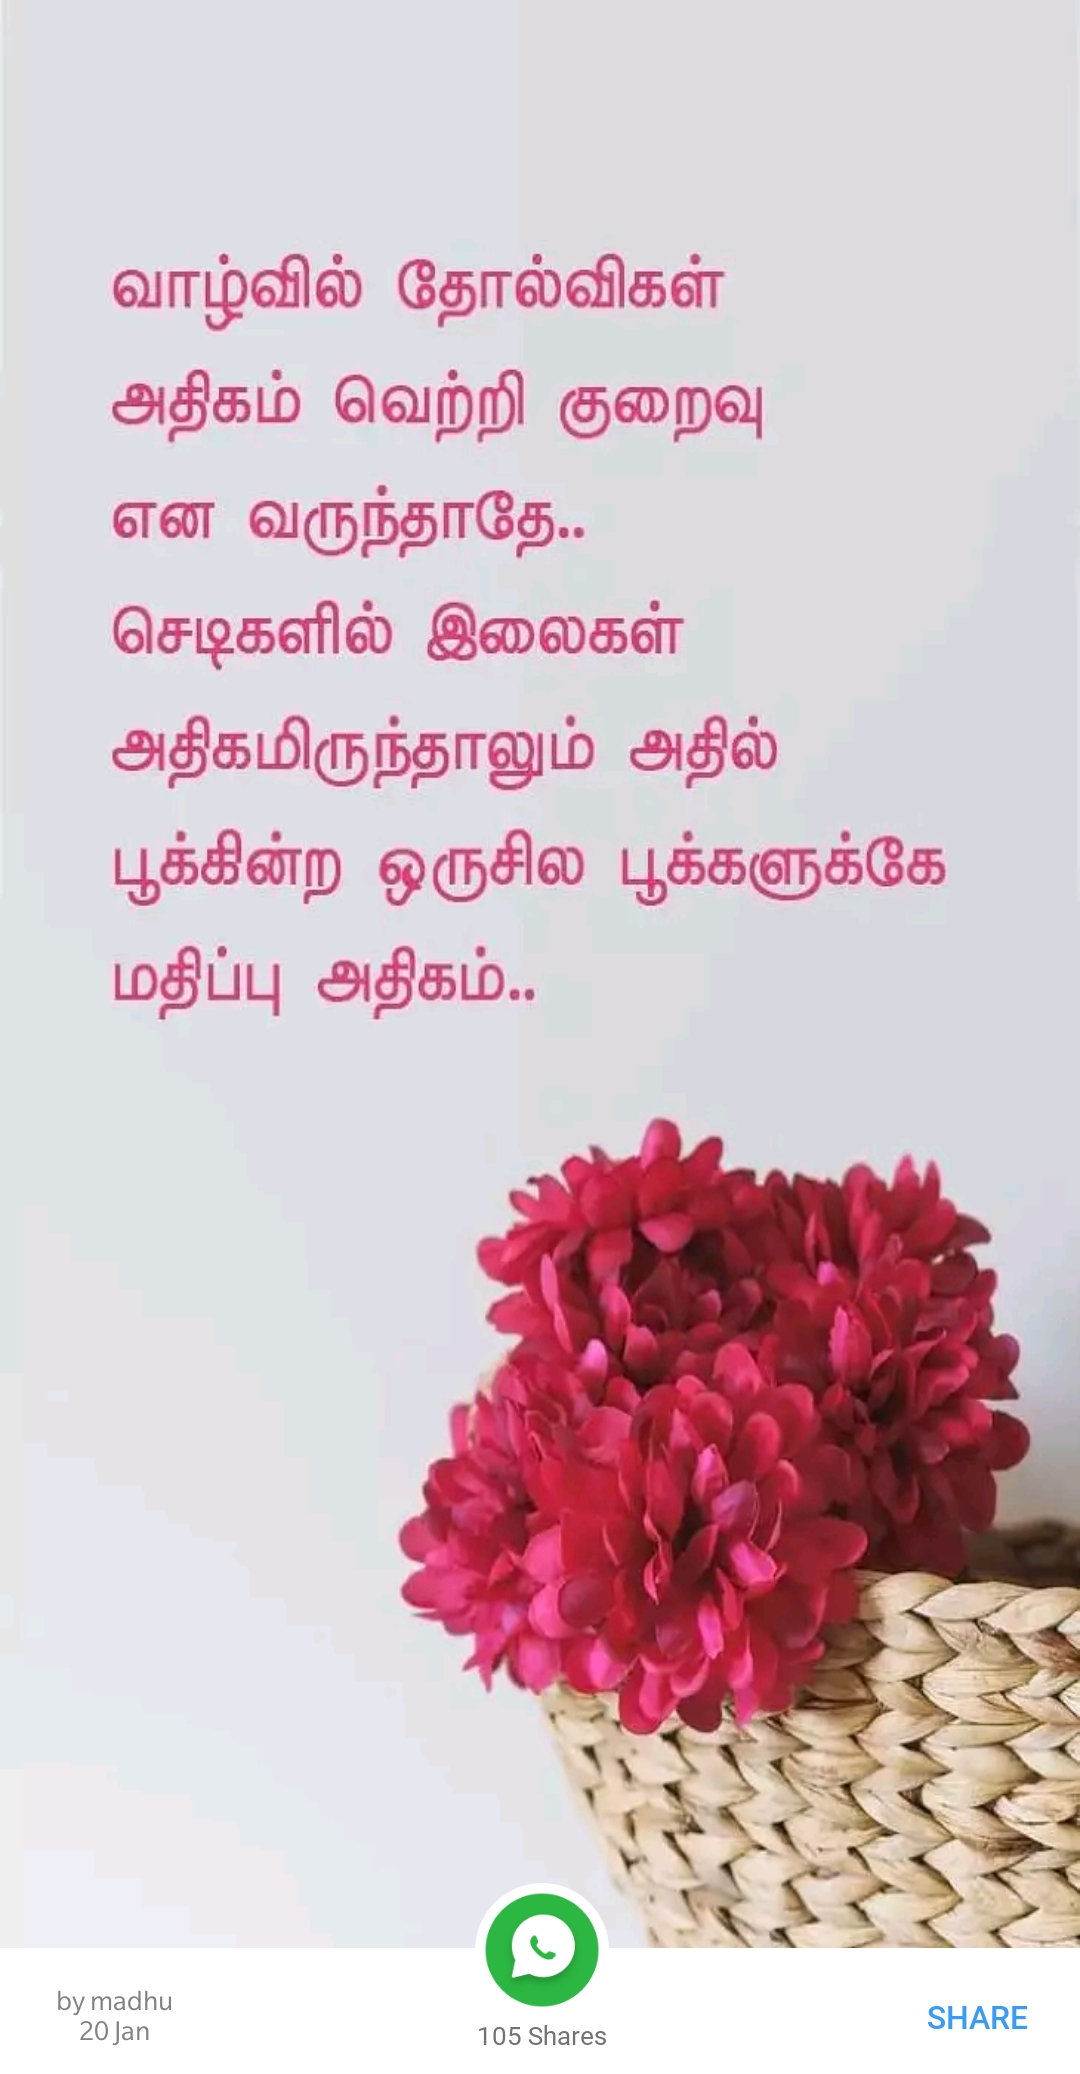 வாழ்வில் தோல்விகள்
அதிகம் வெற்றி குறைவு
என வருந்தாதே..
செடிகளில் இலைகள்
அதிகமிருந்தாலும் அதில்
பூக்கின்ற ஒருசில பூக்களுக்கே
மதிப்பு அதிகம்..
by madhu
20 Jan
105 Shares
SHARE